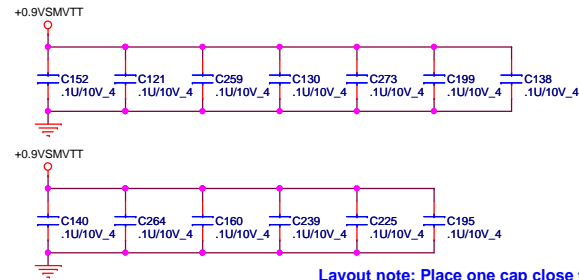 +0.9VSMVTT
C152 C121 C259 C130 C273 C199 C138
.1U/10V_4 .1U/10V_4 .1U/10V_4 .1U/10V_4 .1U/10V_4 .1U/10V_4 .1U/10V_4
+0.9VSMVTT
C140 C264 C160 C239 C225 C195
.1U/10V_4 .1U/10V_4 .1U/10V_4 .1U/10V_4 .1U/10V_4 .1U/10V_4
Layout note: Place one cap close